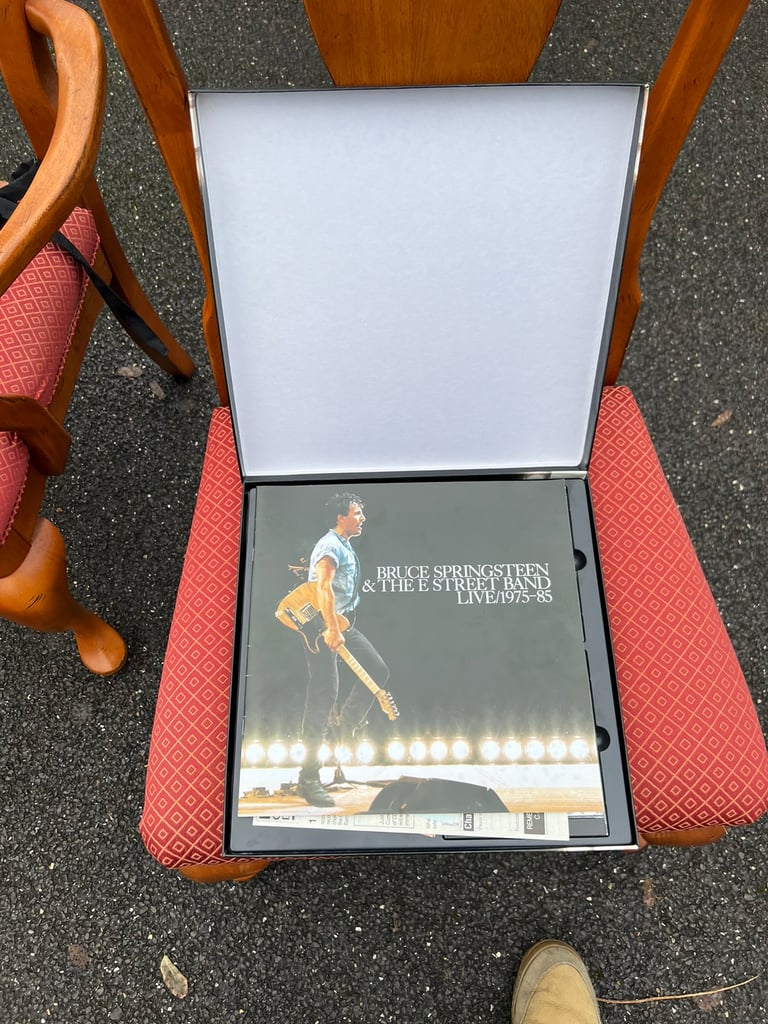 BRUCE SPRINGSTEEN
& THE E STREET BAND
LIVE/1975–85